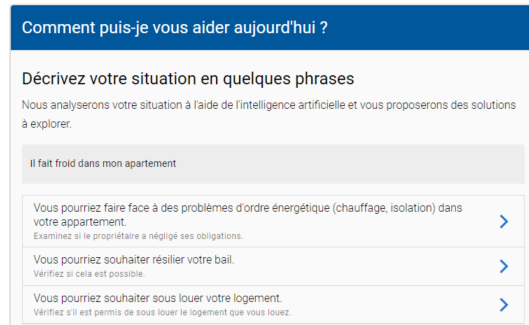 Comment puis-je vous aider aujourd'hui ?
Décrivez votre situation en quelques phrases
Nous analyserons votre situation à l'aide de l'intelligence artificielle et vous proposerons des solutions
à explorer.
Il fait froid dans mon apartement
Vous pourriez faire face à des problèmes d'ordre énergétique (chauffage, isolation) dans
votre appartement.
Examinez si le propriétaire a négligé ses obligations.
Vous pourriez souhaiter résilier votre bail.
Vérifiez si cela est possible.
Vous pourriez souhaiter sous louer votre logement.
Vérifiez s'il est permis de sous louer le logement que vous louez.